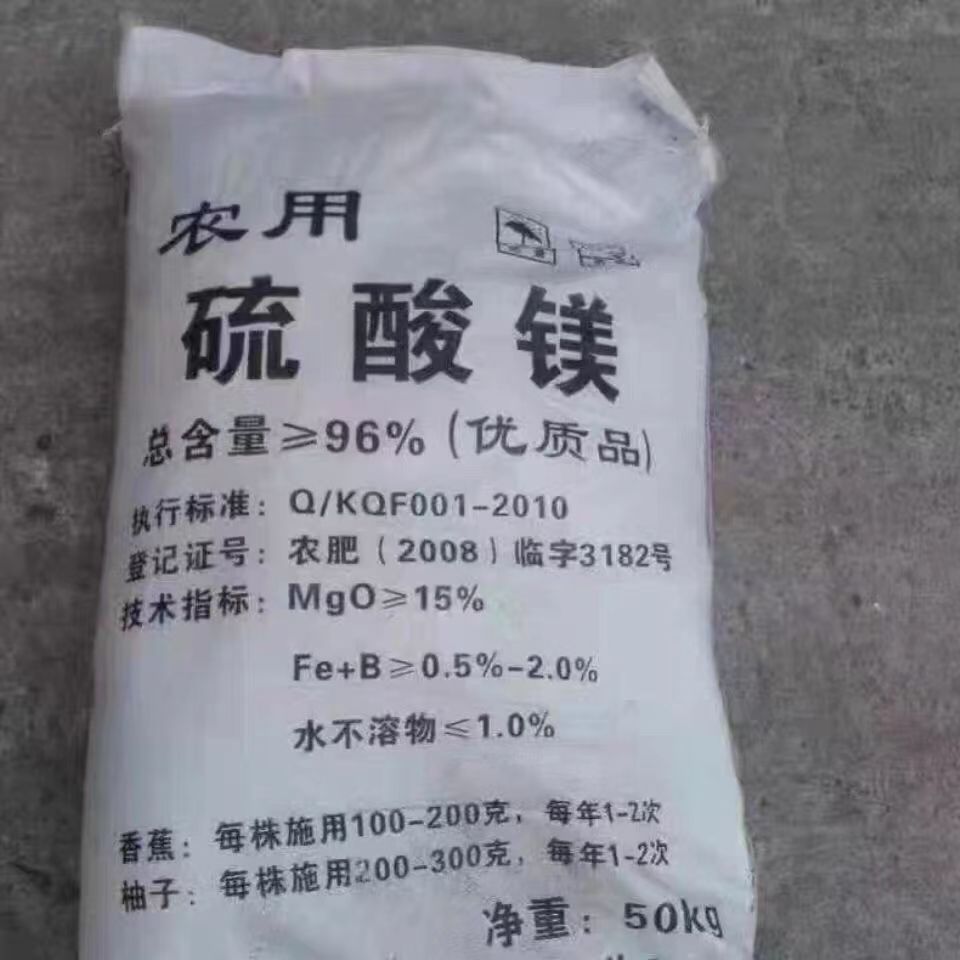 农用
硫酸镁
总含量≥96%(优质品)
执行标准：Q/KQF001-2010
登记证号：农肥(2008)临字3182号
技术指标：MgO≥15%
Fe+B≥0.5%-2.0%
水不溶物≤1.0%
香蕉：每株施用100-200克，每年1-2次
柚子：每株施用200-300克，每年1-2次
净重：50kg